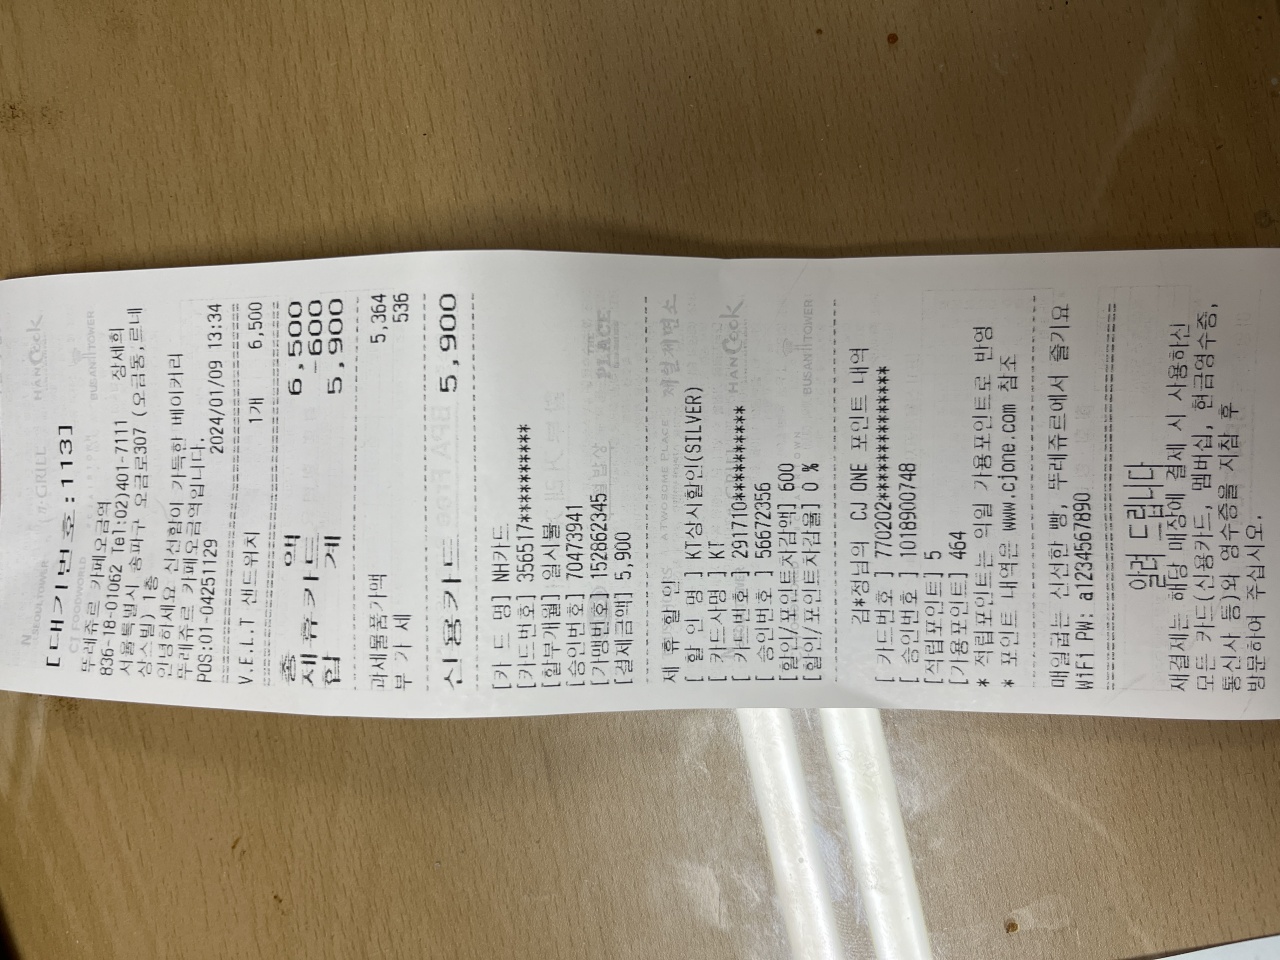 [대기번호:113]
뚜레쥬르 카페오금역
836-18-01062 Tel:02)401-7111 장세희
서울특별시 송파구 오금로307 (오금동,르네
상스빌) 1층
안녕하세요 신선함이 가득한 베이커리
뚜레쥬르 카페오금역입니다.
POS:01-04251129 2024/01/09 13:34
V.E.L.T 샌드위치 1개 6,500
총 액 6,500
제휴카드 -600
합 계 5,900
과세물품가액 5,364
부 가 세 536
신용카드 5,900
[카 드 명] NH카드
[카드번호] 356517**********
[할부개월] 일시불
[승인번호] 70473941
[가맹번호] 152862345
[결제금액] 5,900
제 휴 할 인
[ 할 인 명 ] KT상시할인(SILVER)
[ 카드사명 ] KT
[ 카드번호 ] 291710**********
[ 승인번호 ] 56672356
[할인/포인트차감액] 600
[할인/포인트차감율] 0 %
김*정님의 CJ ONE 포인트 내역
[ 카드번호 ] 770202**************
[ 승인번호 ] 1018900748
[적립포인트] 5
[가용포인트] 464
* 적립포인트는 익일 가용포인트로 반영
* 포인트 내역은 www.cjone.com 참조
매일굽는 신선한 빵, 뚜레쥬르에서 즐기요
WiFi PW: a1234567890
알려 드립니다
재결제는 해당 매장에 결제 시 사용하신
모든 카드(신용카드, 멤버십, 현금영수증,
통신사 등)와 영수증을 지참 후
방문하여 주십시오.